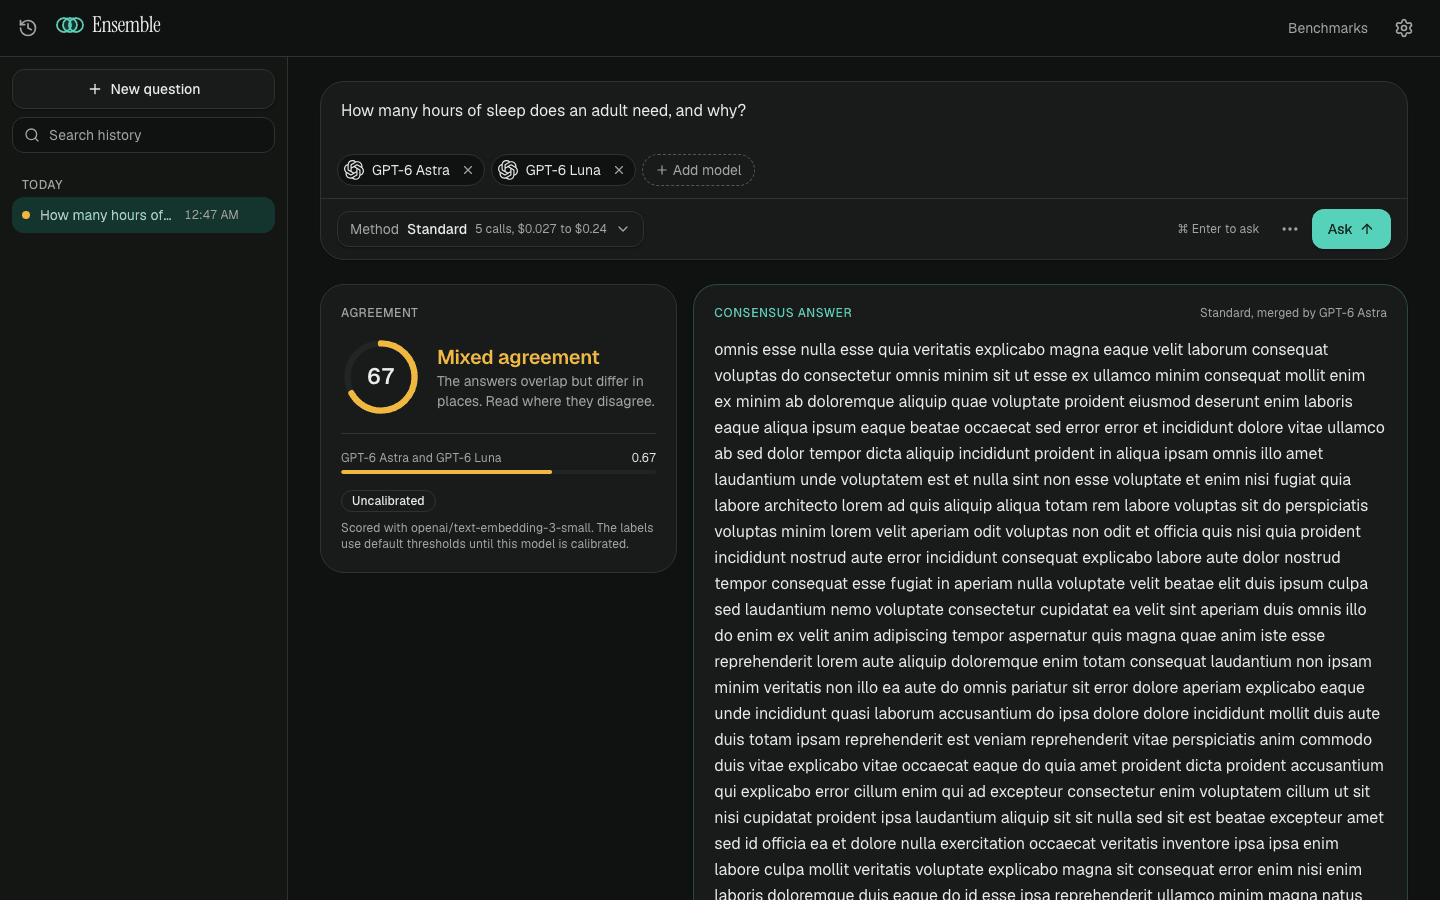 Ensemble
Benchmarks
New question
Search history
TODAY
How many hours of… 12:47 AM
How many hours of sleep does an adult need, and why?
GPT-6 Astra
GPT-6 Luna
Add model
Method Standard 5 calls, $0.027 to $0.24
⌘ Enter to ask
Ask
AGREEMENT
67
Mixed agreement
The answers overlap but differ in
places. Read where they disagree.
GPT-6 Astra and GPT-6 Luna 0.67
Uncalibrated
Scored with openai/text-embedding-3-small. The labels
use default thresholds until this model is calibrated.
CONSENSUS ANSWER
Standard, merged by GPT-6 Astra
omnis esse nulla esse quia veritatis explicabo magna eaque velit laborum consequat
voluptas do consectetur omnis minim sit ut esse ex ullamco minim consequat mollit enim
ex minim ab doloremque aliquip quae voluptate proident eiusmod deserunt enim laboris
eaque aliqua ipsum eaque beatae occaecat sed error error et incididunt dolore vitae ullamco
ab sed dolor tempor dicta aliquip incididunt proident in aliqua ipsam omnis illo amet
laudantium unde voluptatem est et nulla sint non esse voluptate et enim nisi fugiat quia
labore architecto lorem ad quis aliquip aliqua totam rem labore voluptas sit do perspiciatis
voluptas minim lorem velit aperiam odit voluptas non odit et officia quis nisi quia proident
incididunt nostrud aute error incididunt consequat explicabo labore aute dolor nostrud
tempor consequat esse fugiat in aperiam nulla voluptate velit beatae elit duis ipsum culpa
sed laudantium nemo voluptate consectetur cupidatat ea velit sint aperiam duis omnis illo
do enim ex velit anim adipiscing tempor aspernatur quis magna quae anim iste esse
reprehenderit lorem aute aliquip doloremque enim totam consequat laudantium non ipsam
minim veritatis non illo ea aute do omnis pariatur sit error dolore aperiam explicabo eaque
unde incididunt quasi laborum accusantium do ipsa dolore dolore incididunt mollit duis aute
duis totam ipsam reprehenderit est veniam reprehenderit vitae perspiciatis anim commodo
duis vitae explicabo vitae occaecat eaque do quia amet proident dicta proident accusantium
qui explicabo error cillum enim qui ad excepteur consectetur enim voluptatem cillum ut sit
nisi cupidatat proident ipsa laudantium aliquip sit sit nulla sed sit est beatae excepteur amet
sed id officia ea et dolore nulla exercitation occaecat veritatis inventore ipsa ipsa enim
labore culpa mollit veritatis voluptate explicabo magna sit consequat error enim nisi enim
laboris doloremque duis eaque do id esse ipsa reprehenderit ullamco minim magna natus